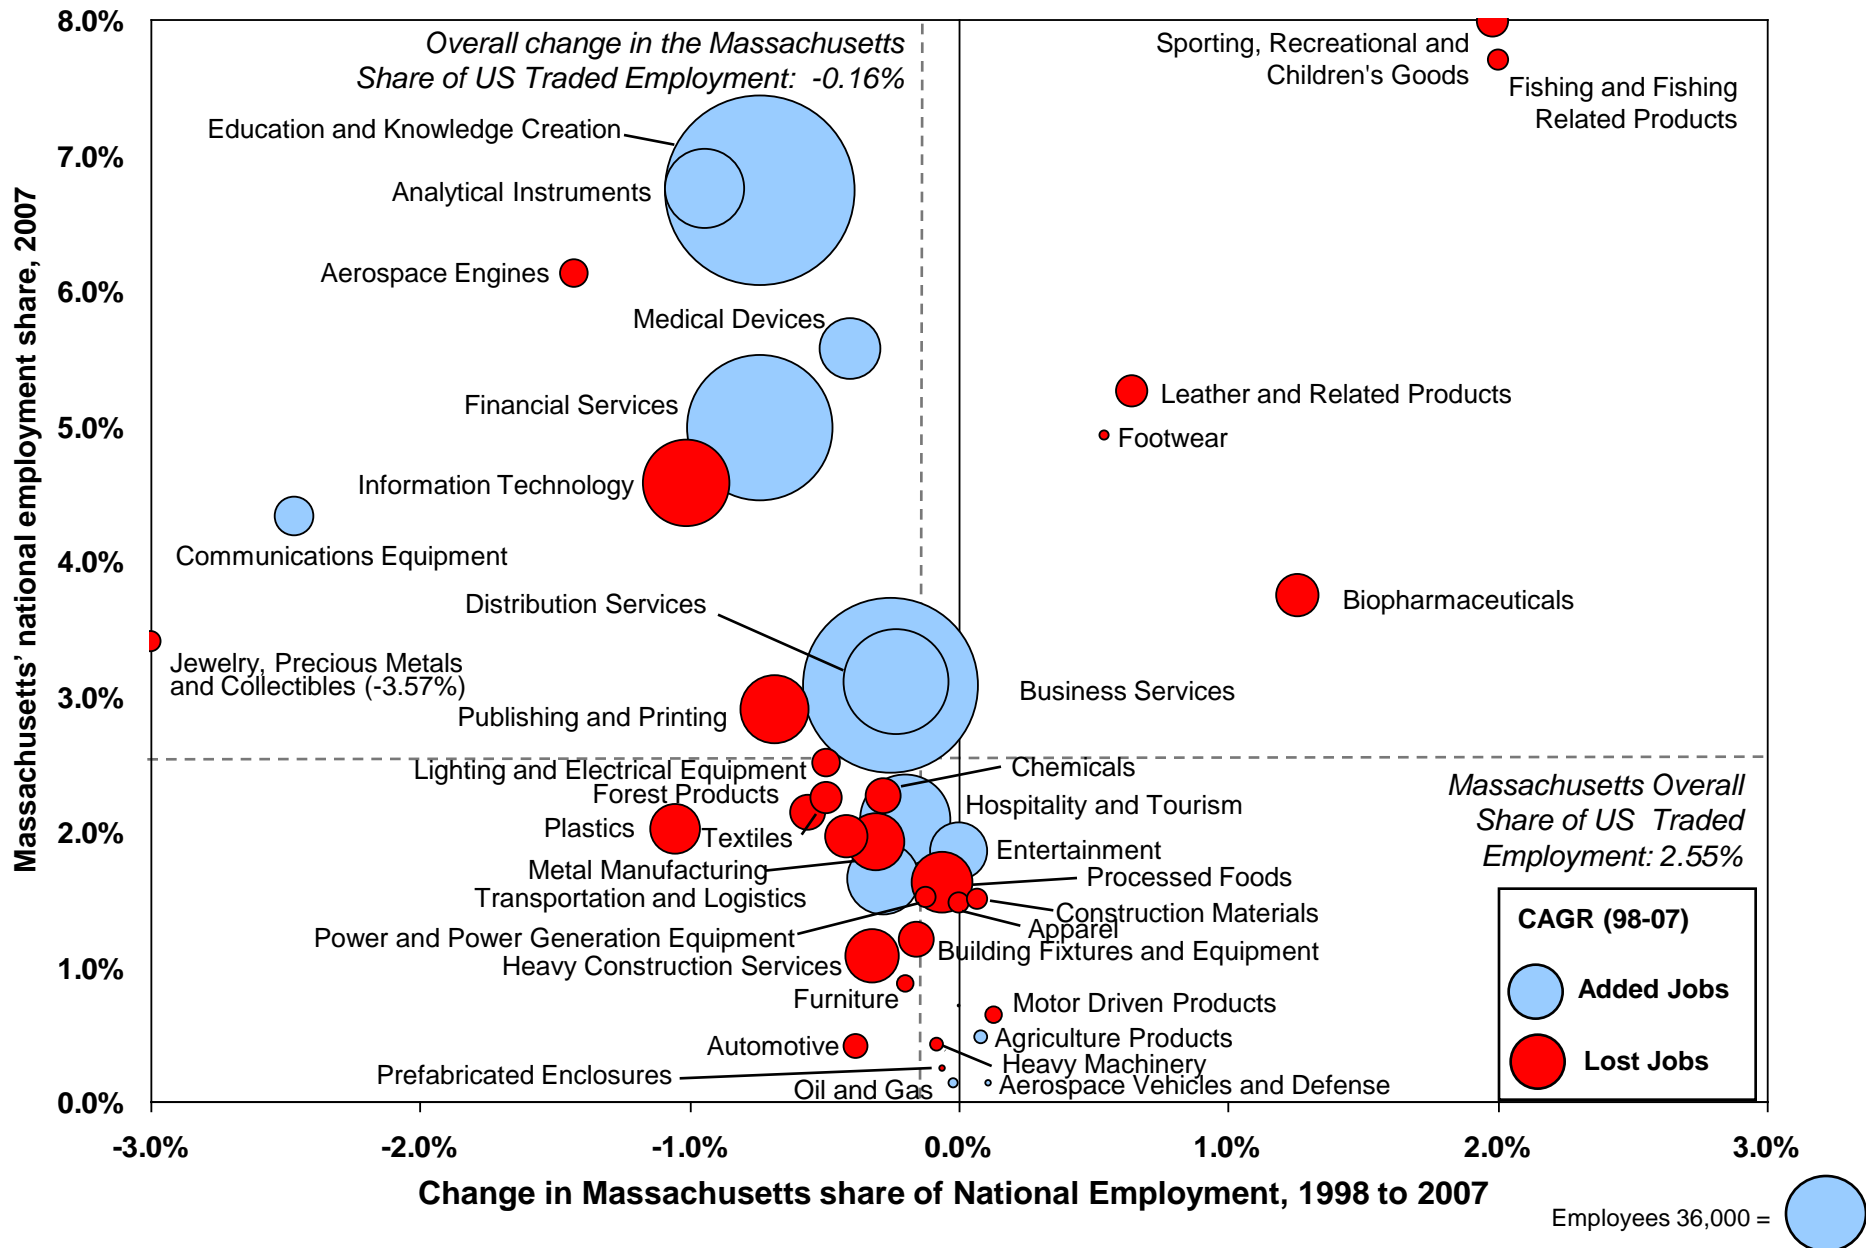 8.0%
7.0%
6.0%
5.0%
4.0%
3.0%
2.0%
1.0%
0.0%
Massachusetts’ national employment share, 2007
Overall change in the Massachusetts
Share of US Traded Employment:  -0.16%
Sporting, Recreational and
Children's Goods
Fishing and Fishing
Related Products
Education and Knowledge Creation
Analytical Instruments
Aerospace Engines
Medical Devices
Financial Services
Leather and Related Products
Footwear
Information Technology
Communications Equipment
Distribution Services
Biopharmaceuticals
Jewelry, Precious Metals
and Collectibles (-3.57%)
Business Services
Publishing and Printing
Lighting and Electrical Equipment
Chemicals
Forest Products
Hospitality and Tourism
Plastics
Textiles
Entertainment
Metal Manufacturing
Processed Foods
Transportation and Logistics
Construction Materials
Apparel
Power and Power Generation Equipment
Building Fixtures and Equipment
Heavy Construction Services
Furniture
Motor Driven Products
Agriculture Products
Automotive
Heavy Machinery
Prefabricated Enclosures
Oil and Gas
Aerospace Vehicles and Defense
Massachusetts Overall
Share of US  Traded
Employment: 2.55%
CAGR (98-07)
Added Jobs
Lost Jobs
-3.0%
-2.0%
-1.0%
0.0%
1.0%
2.0%
3.0%
Change in Massachusetts share of National Employment, 1998 to 2007
Employees 36,000 =